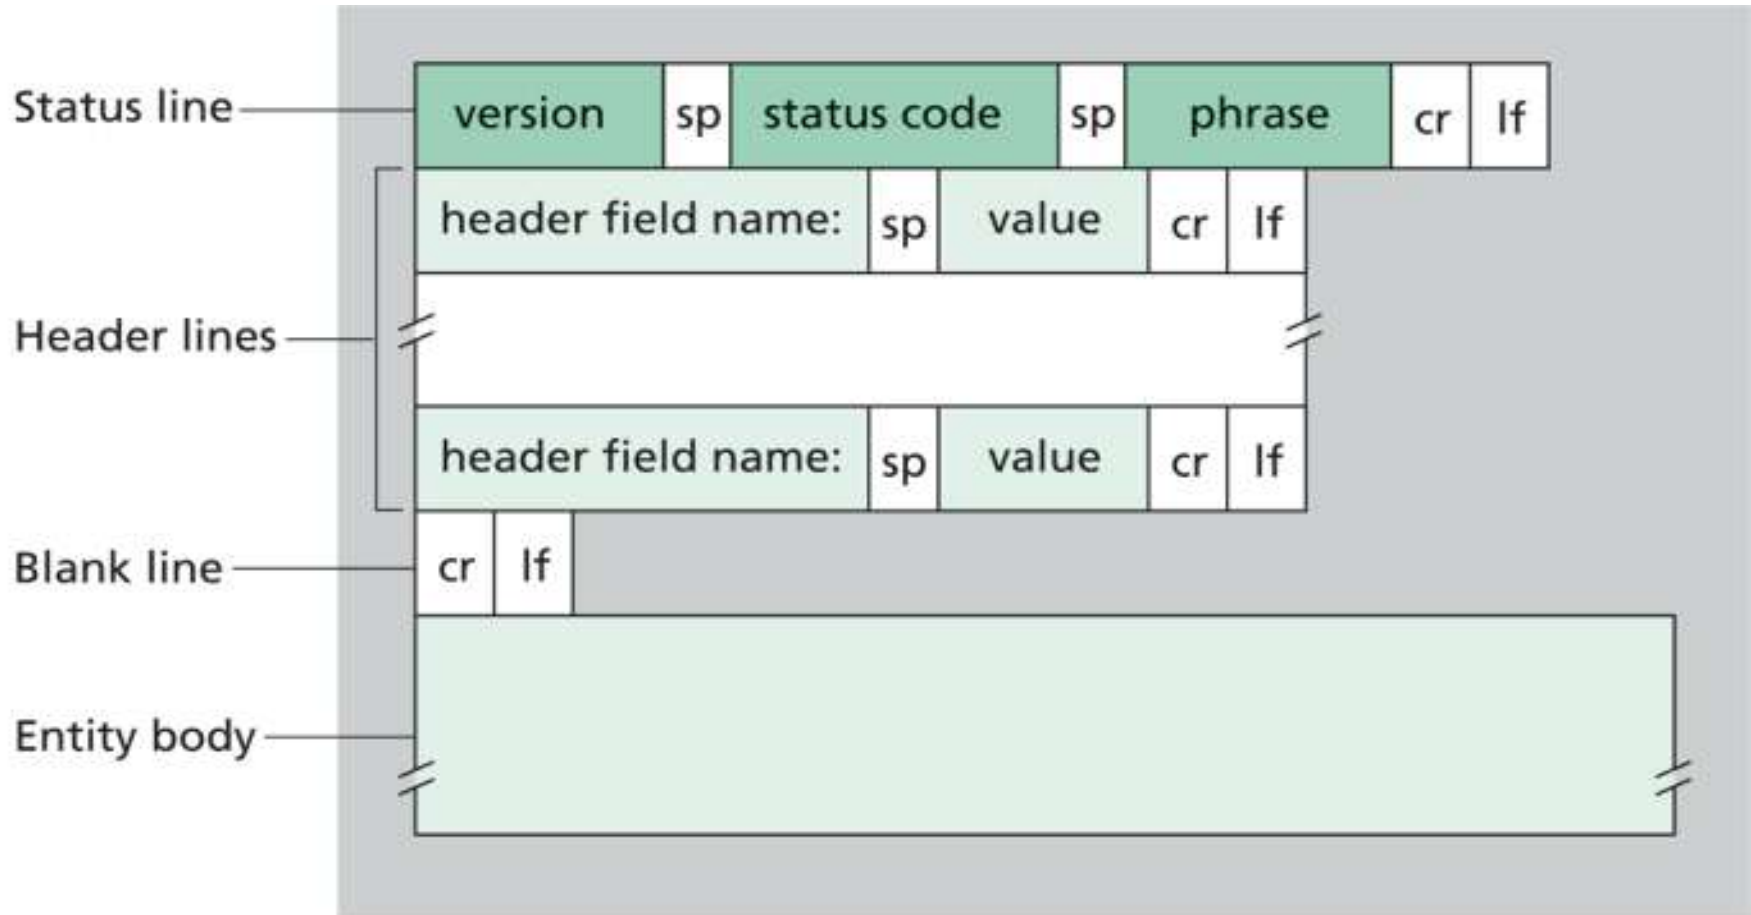 Status line version sp status code sp phrase cr lf
header field name: sp value cr lf
Header lines
header field name: sp value cr lf
Blank line cr lf
Entity body